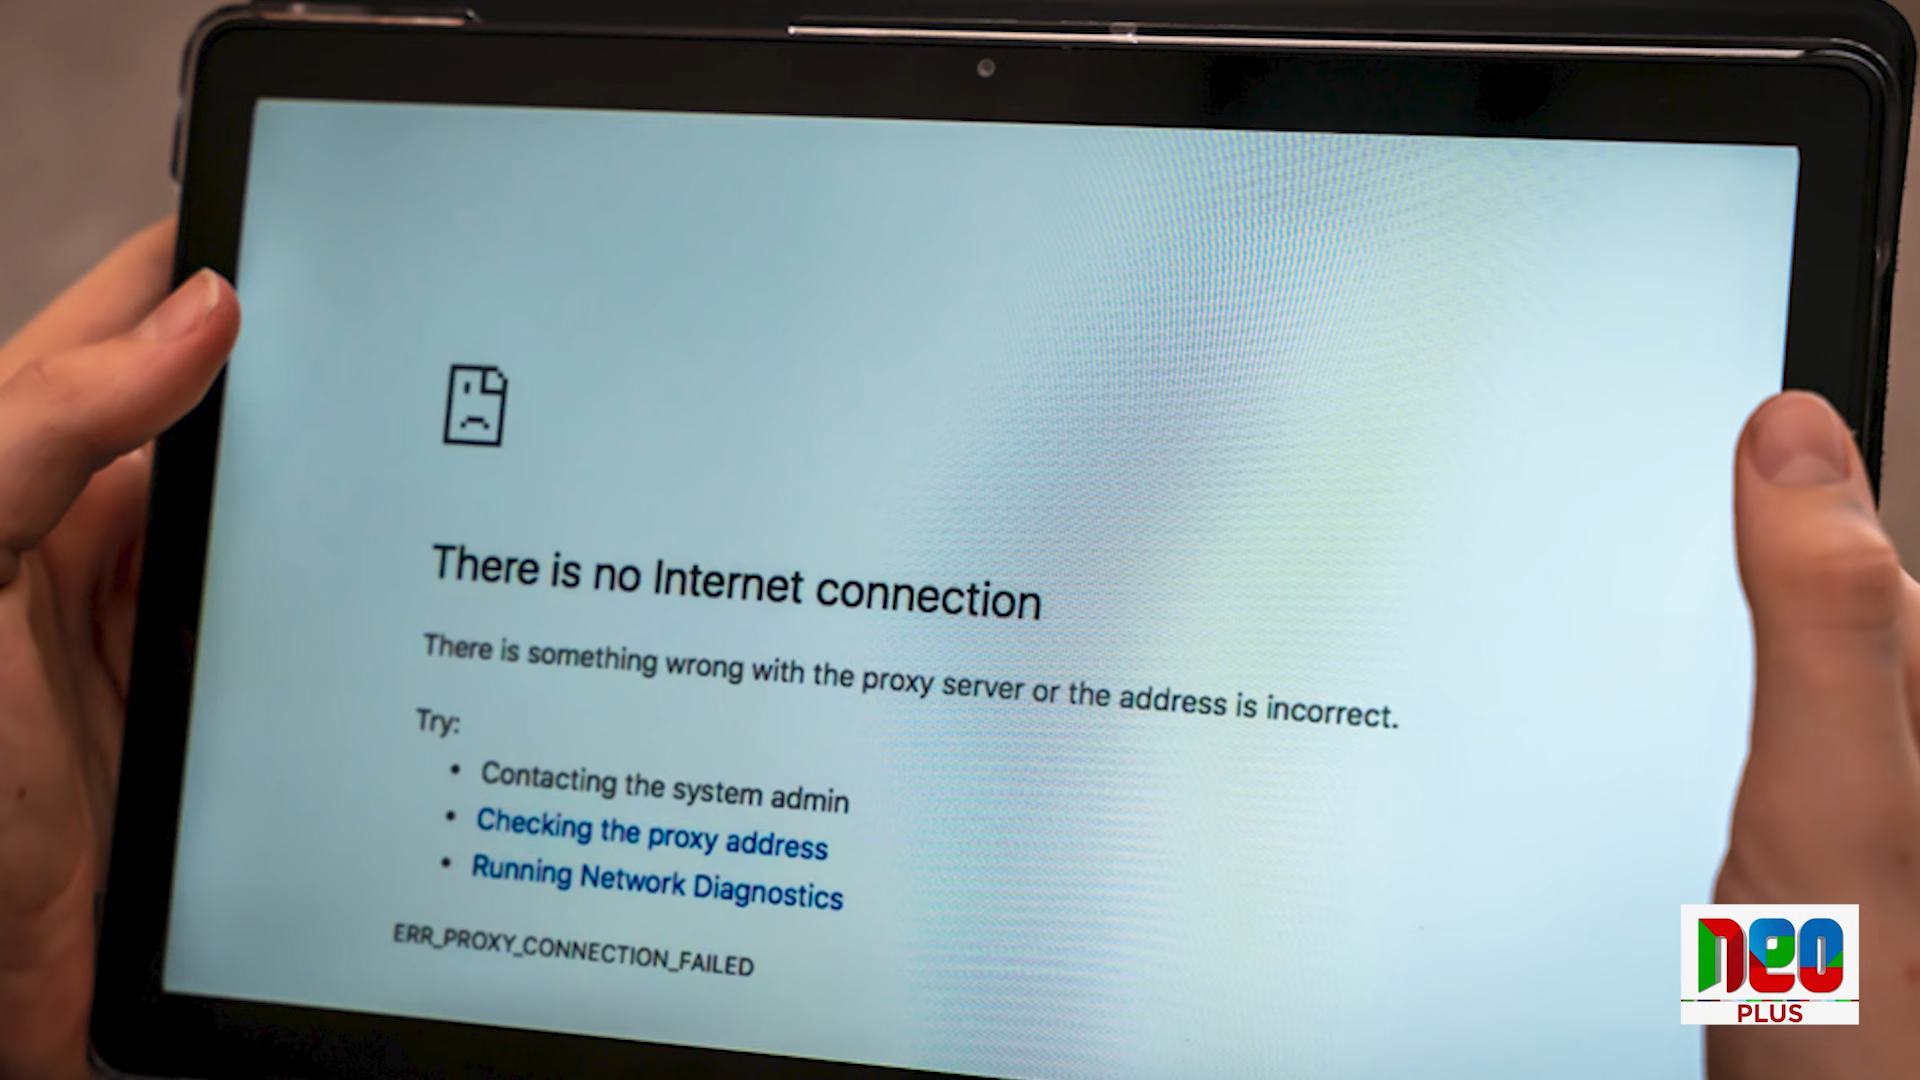 There is no Internet connection
There is something wrong with the proxy server or the address is incorrect.
Try:
• Contacting the system admin
• Checking the proxy address
• Running Network Diagnostics
ERR_PROXY_CONNECTION_FAILED
neo
PLUS